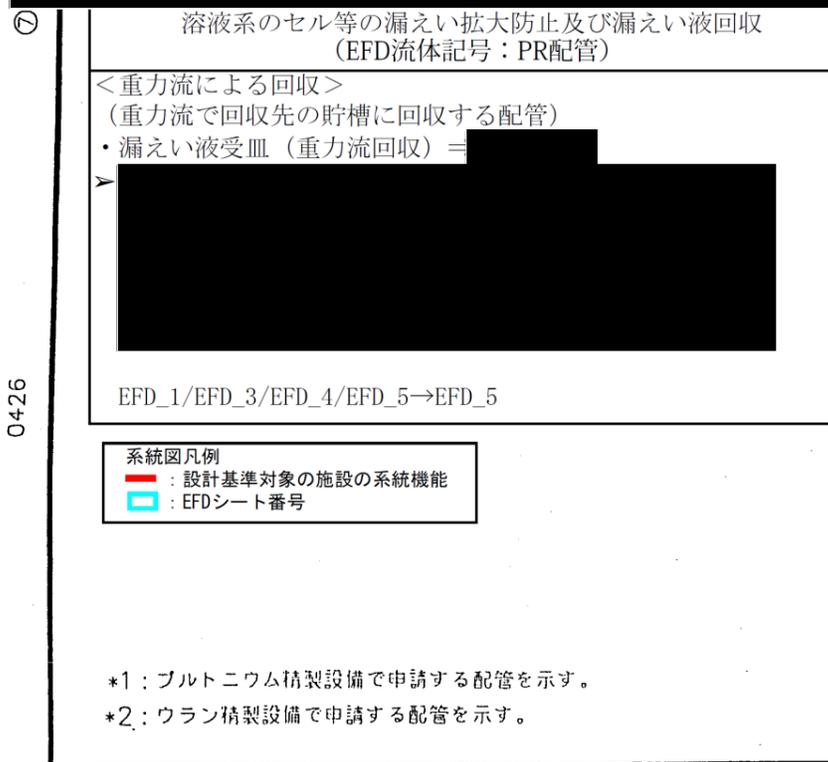 ⑦
溶液系のセル等の漏えい拡大防止及び漏えい液回収
（EFD流体記号：PR配管）
＜重力流による回収＞
（重力流で回収先の貯槽に回収する配管）
・漏えい液受皿（重力流回収）＝
➢
EFD_1/EFD_3/EFD_4/EFD_5→EFD_5
0426
系統図凡例
：設計基準対象の施設の系統機能
：EFDシート番号
*1：プルトニウム精製設備で申請する配管を示す。
*2：ウラン精製設備で申請する配管を示す。